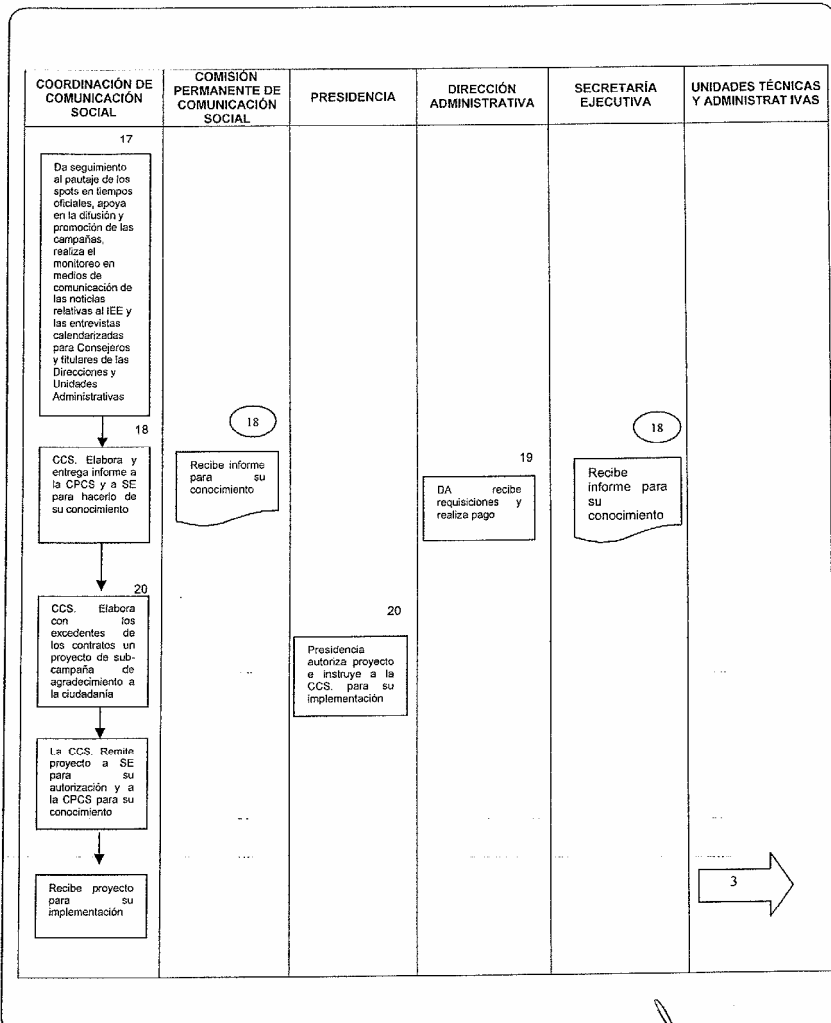 COORDINACIÓN DE
COMUNICACIÓN
SOCIAL
COMISIÓN
PERMANENTE DE
COMUNICACIÓN
SOCIAL
PRESIDENCIA
DIRECCIÓN
ADMINISTRATIVA
SECRETARÍA
EJECUTIVA
UNIDADES TÉCNICAS
Y ADMINISTRAT IVAS
17
Da seguimiento
al pautaje de los
spots en tiempos
oficiales, apoya
en la difusión y
promoción de las
campañas,
realiza el
monitoreo en
medios de
comunicación de
las noticias
relativas al IEE y
las entrevistas
calendarizadas
para Consejeros
y titulares de las
Direcciones y
Unidades
Administrativas
18
CCS. Elabora y
entrega informe a
la CPCS y a SE
para hacerlo de
su conocimiento
18
Recibe informe
para su
conocimiento
19
DA recibe
requisiciones y
realiza pago
18
Recibe
informe para
su
conocimiento
20
CCS. Elabora
con los
excedentes de
los contratos un
proyecto de sub-
campaña de
agradecimiento a
la ciudadanía
20
Presidencia
autoriza proyecto
e instruye a la
CCS. para su
implementación
La CCS. Remite
proyecto a SE
para su
autorización y a
la CPCS para su
conocimiento
Recibe proyecto
para su
implementación
3